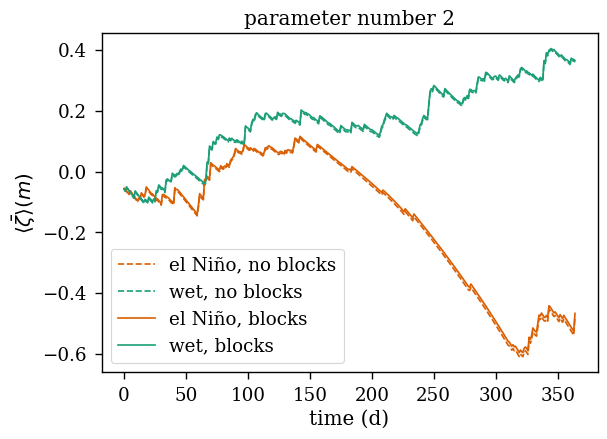 parameter number 2
⟨ζ̄⟩(m)
0.4
0.2
0.0
−0.2
−0.4
−0.6
el Niño, no blocks
wet, no blocks
el Niño, blocks
wet, blocks
0 50 100 150 200 250 300 350
time (d)